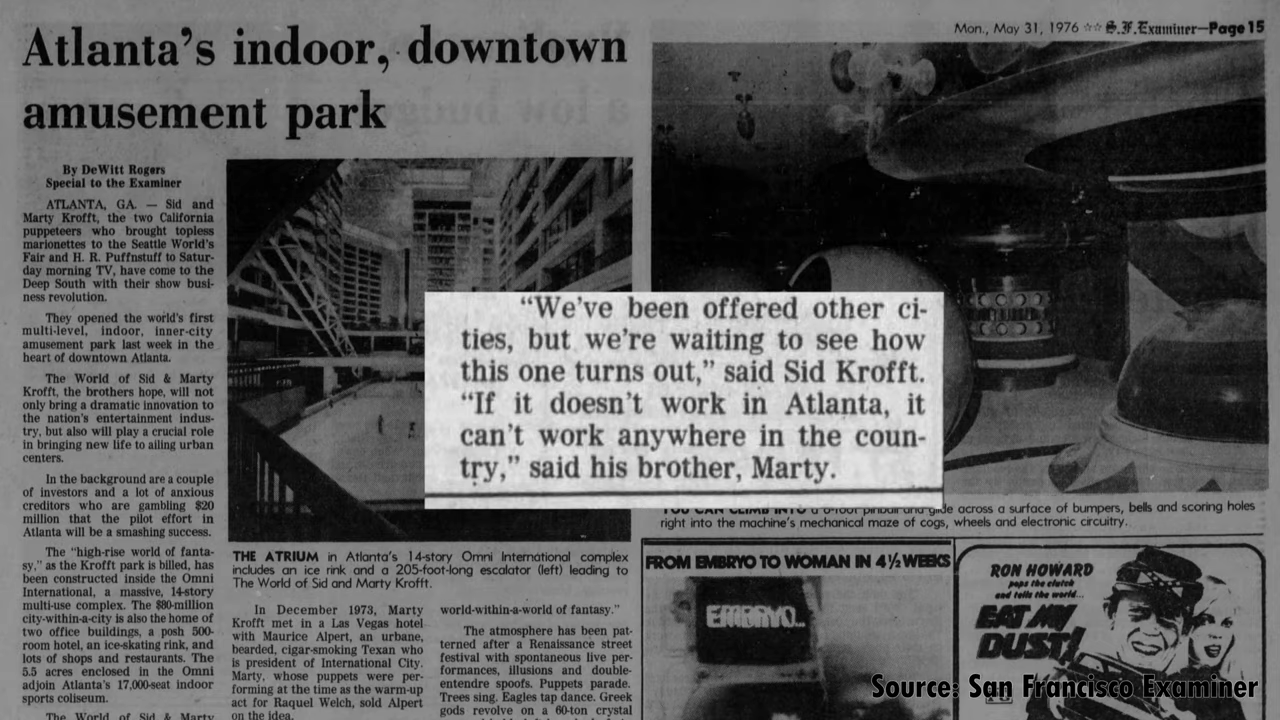 Mon., May 31, 1976 ☆☆ S.F.Examiner—Page 15
Atlanta's indoor, downtown
amusement park
By DeWitt Rogers
Special to the Examiner
ATLANTA, GA. — Sid and
Marty Krofft, the two California
puppeteers who brought topless
marionettes to the Seattle World's
Fair and H. R. Puffnstuff to Satur-
day morning TV, have come to the
Deep South with their show busi-
ness revolution.
They opened the world's first
multi-level, indoor, inner-city
amusement park last week in the
heart of downtown Atlanta.
The World of Sid & Marty
Krofft, the brothers hope, will not
only bring a dramatic innovation to
the nation's entertainment indus-
try, but also will play a crucial role
in bringing new life to ailing urban
centers.
In the background are a couple
of investors and a lot of anxious
creditors who are gambling $20
million that the pilot effort in
Atlanta will be a smashing success.
The "high-rise world of fanta-
sy," as the Krofft park is billed, has
been constructed inside the Omni
International, a massive, 14-story
multi-use complex. The $80-million
city-within-a-city is also the home of
two office buildings, a posh 500-
room hotel, an ice-skating rink, and
lots of shops and restaurants. The
5.5 acres enclosed in the Omni
adjoin Atlanta's 17,000-seat indoor
sports coliseum.
The World of Sid & Marty
"We've been offered other ci-
ties, but we're waiting to see how
this one turns out," said Sid Krofft.
"If it doesn't work in Atlanta, it
can't work anywhere in the coun-
try," said his brother, Marty.
THE ATRIUM in Atlanta's 14-story Omni International complex
includes an ice rink and a 205-foot-long escalator (left) leading to
The World of Sid and Marty Krofft.
In December 1973, Marty
Krofft met in a Las Vegas hotel
with Maurice Alpert, an urbane,
bearded, cigar-smoking Texan who
is president of International City.
Marty, whose puppets were per-
forming at the time as the warm-up
act for Raquel Welch, sold Alpert
on the idea.
world-within-a-world of fantasy."
The atmosphere has been pat-
terned after a Renaissance street
festival with spontaneous live per-
formances, illusions and double-
entendre spoofs. Puppets parade.
Trees sing. Eagles tap dance. Greek
gods revolve on a 60-ton crystal
YOU CAN CLIMB INTO a 6-foot pinball and glide across a surface of bumpers, bells and scoring holes
right into the machine's mechanical maze of cogs, wheels and electronic circuitry.
FROM EMBRYO TO WOMAN IN 4½ WEEKS
EMBRYO...
RON HOWARD
pops the clutch
and tells the world...
EAT MY
DUST!
PG
Source: San Francisco Examiner